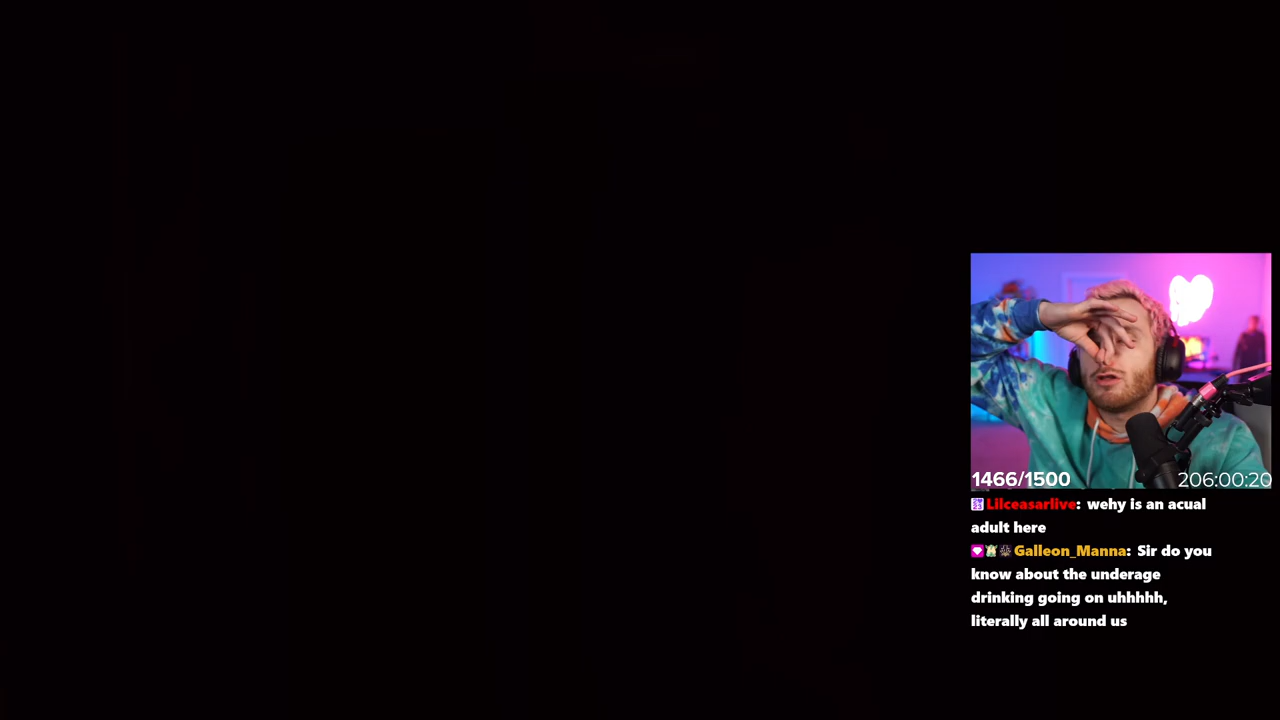 1466/1500 206:00:20
Lilceasarlive: wehy is an acual
adult here
Galleon_Manna: Sir do you
know about the underage
drinking going on uhhhhh,
literally all around us